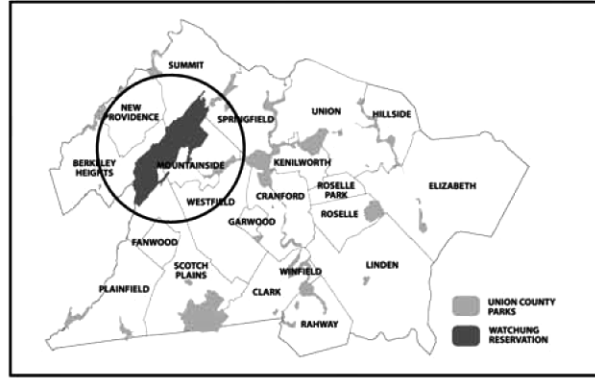 SUMMIT
NEW
PROVIDENCE
SPRINGFIELD
UNION
HILLSIDE
BERKELEY
HEIGHTS
MOUNTAINSIDE
KENILWORTH
WESTFIELD
CRANFORD
ROSELLE
PARK
ELIZABETH
GARWOOD
ROSELLE
FANWOOD
SCOTCH
PLAINS
WINFIELD
LINDEN
PLAINFIELD
CLARK
RAHWAY
UNION COUNTY
PARKS
WATCHUNG
RESERVATION